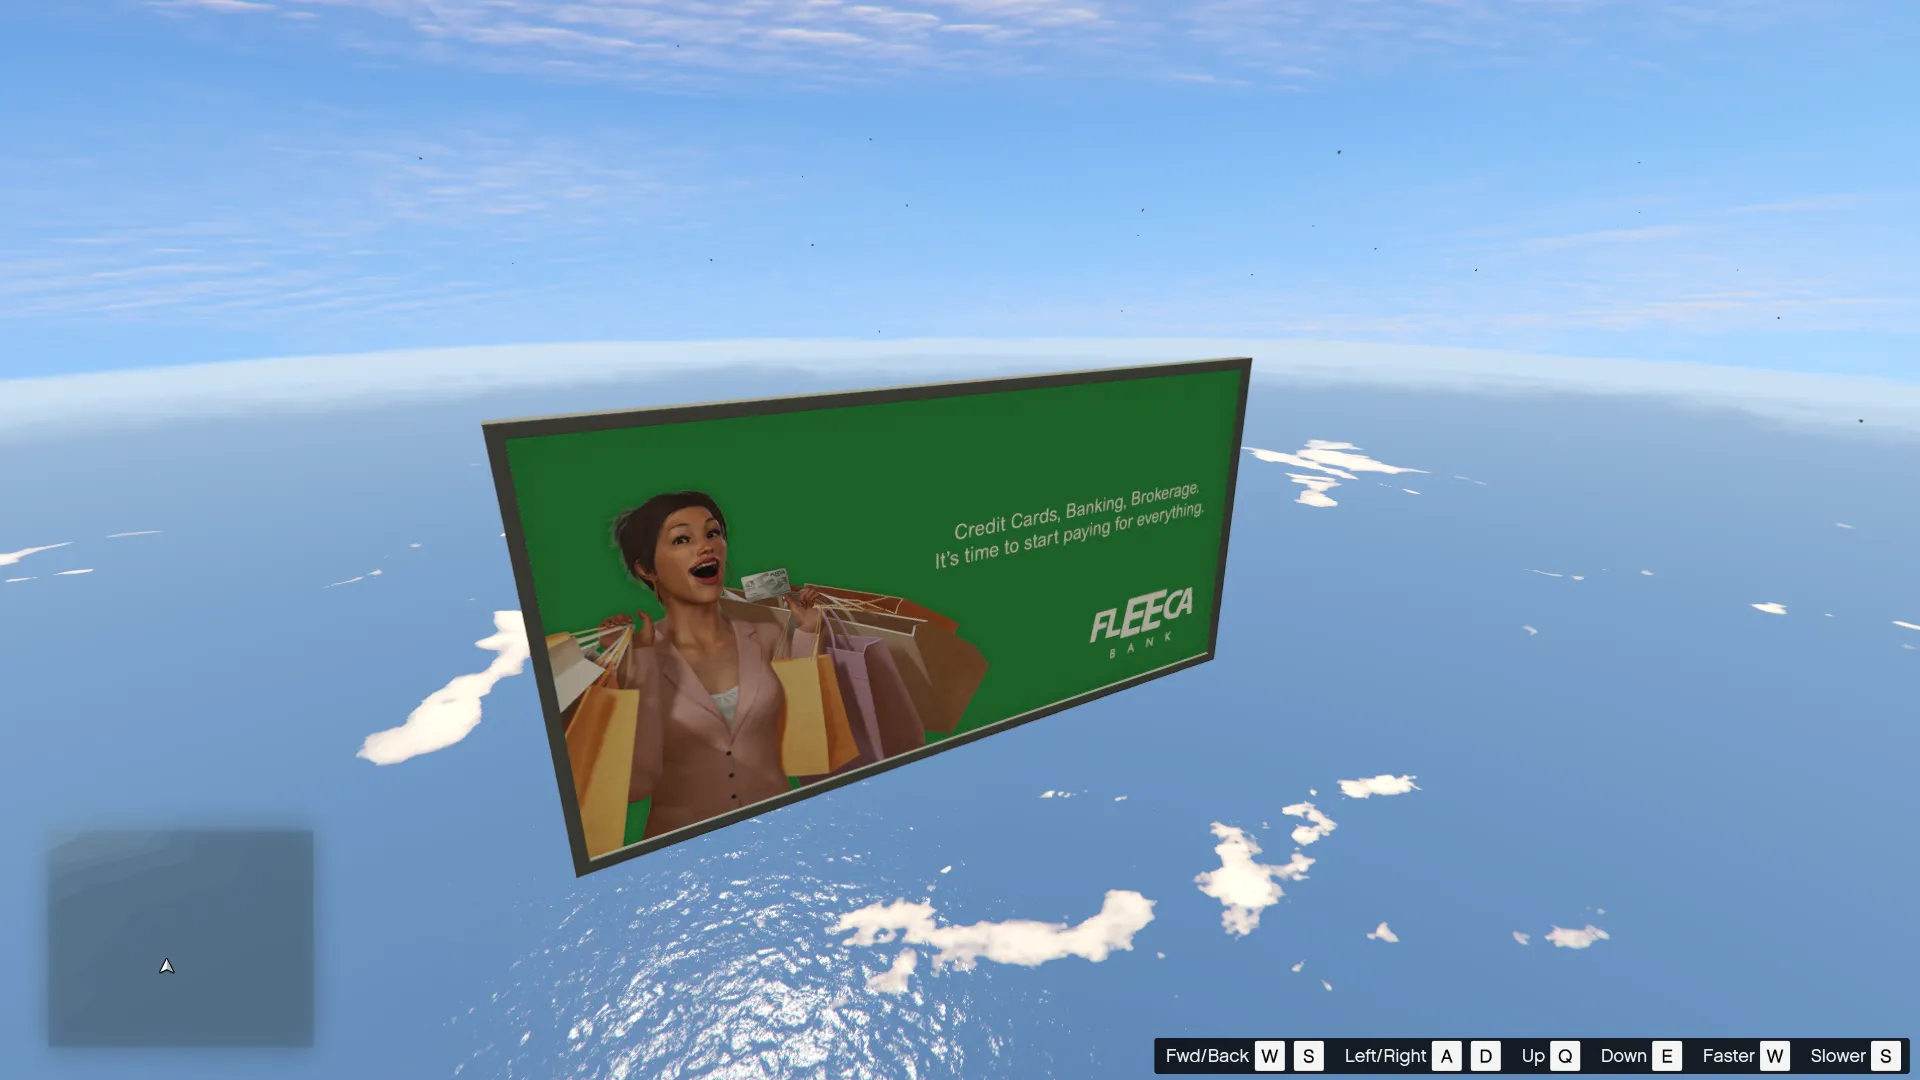 Credit Cards, Banking, Brokerage.
It's time to start paying for everything.
FLEECA
BANK
Fwd/Back W S Left/Right A D Up Q Down E Faster W Slower S